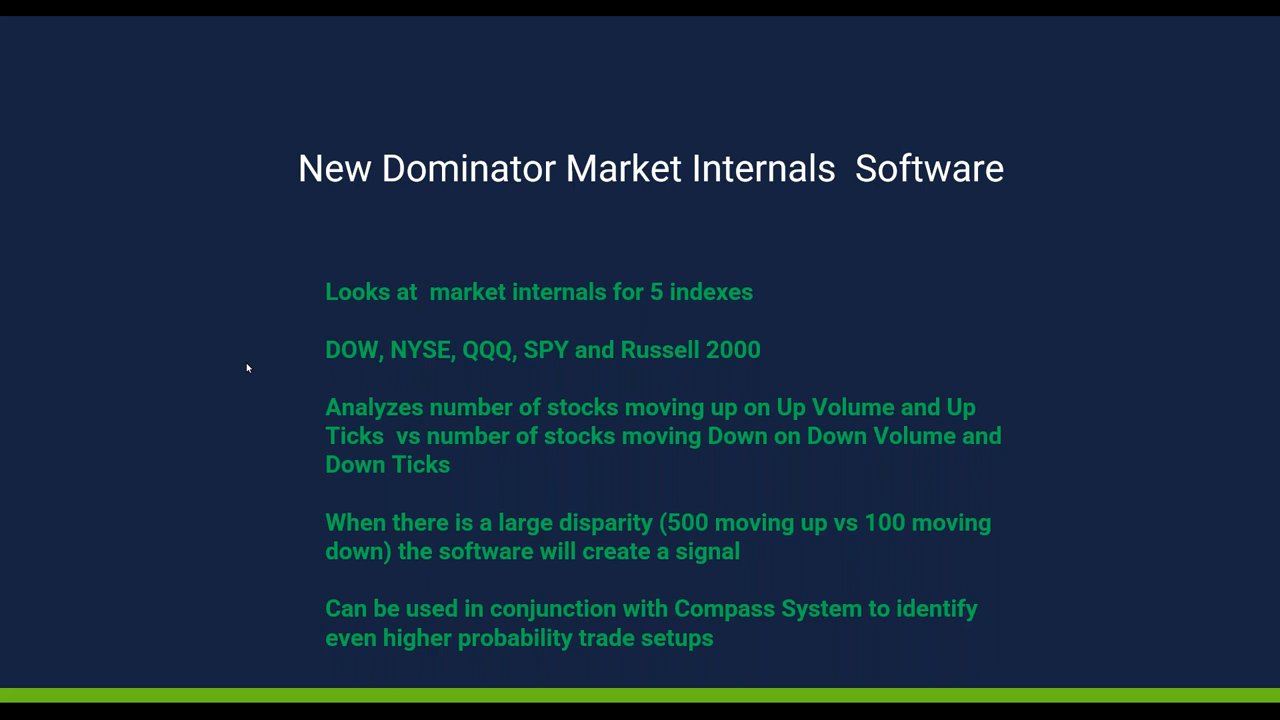 New Dominator Market Internals  Software
Looks at  market internals for 5 indexes
DOW, NYSE, QQQ, SPY and Russell 2000
Analyzes number of stocks moving up on Up Volume and Up
Ticks  vs number of stocks moving Down on Down Volume and
Down Ticks
When there is a large disparity (500 moving up vs 100 moving
down) the software will create a signal
Can be used in conjunction with Compass System to identify
even higher probability trade setups